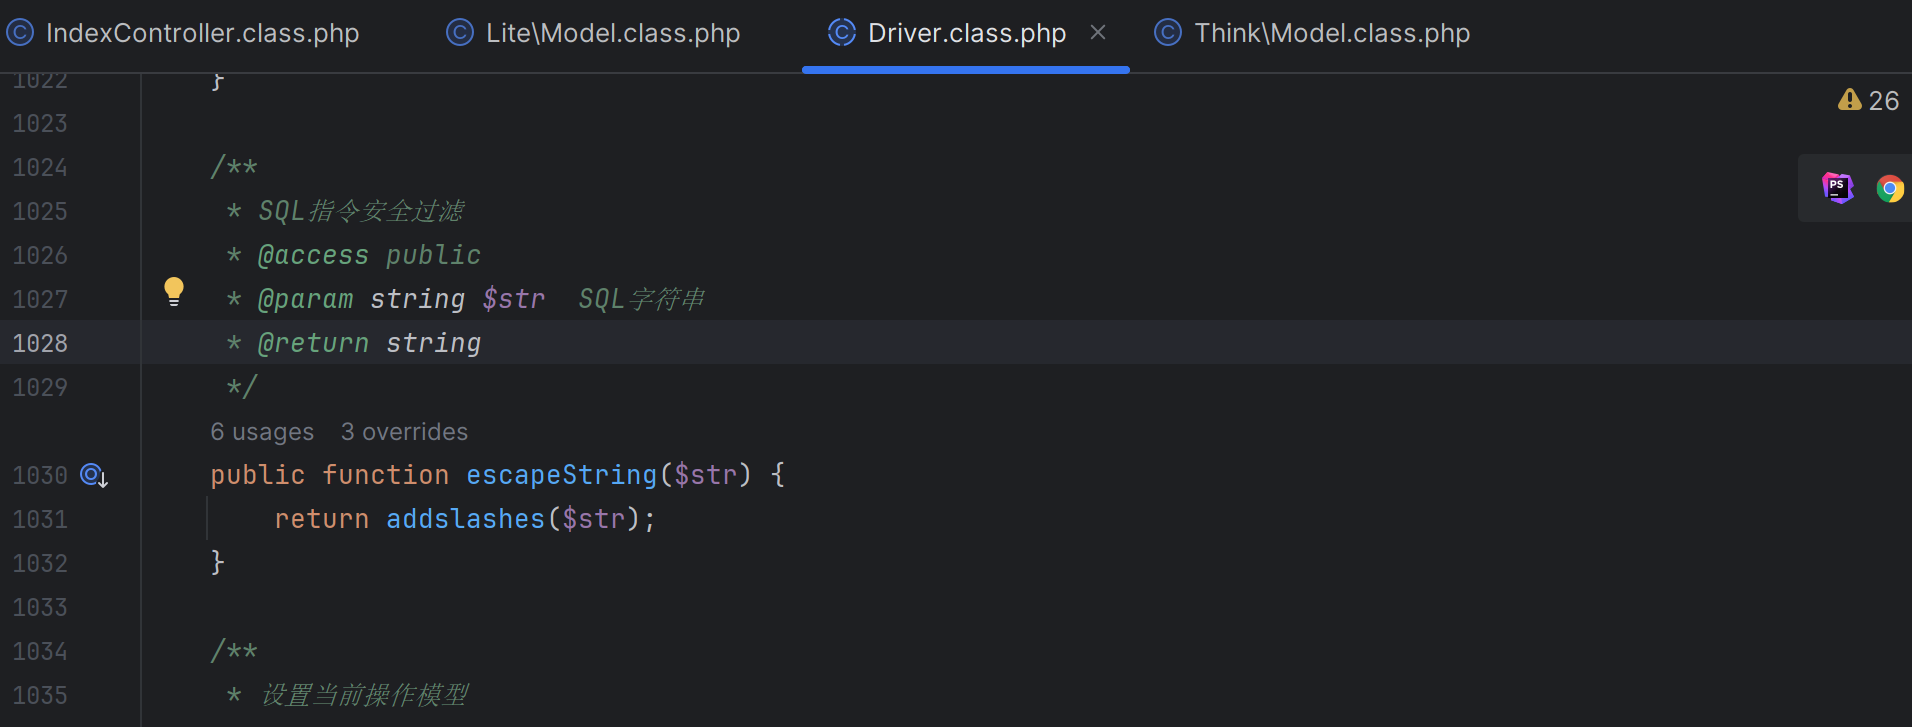 IndexController.class.php Lite\Model.class.php Driver.class.php Think\Model.class.php
1022 }
26
1023
1024 /**
1025 * SQL指令安全过滤
1026 * @access public
1027 * @param string $str SQL字符串
1028 * @return string
1029 */
6 usages 3 overrides
1030 public function escapeString($str) {
1031 return addslashes($str);
1032 }
1033
1034 /**
1035 * 设置当前操作模型